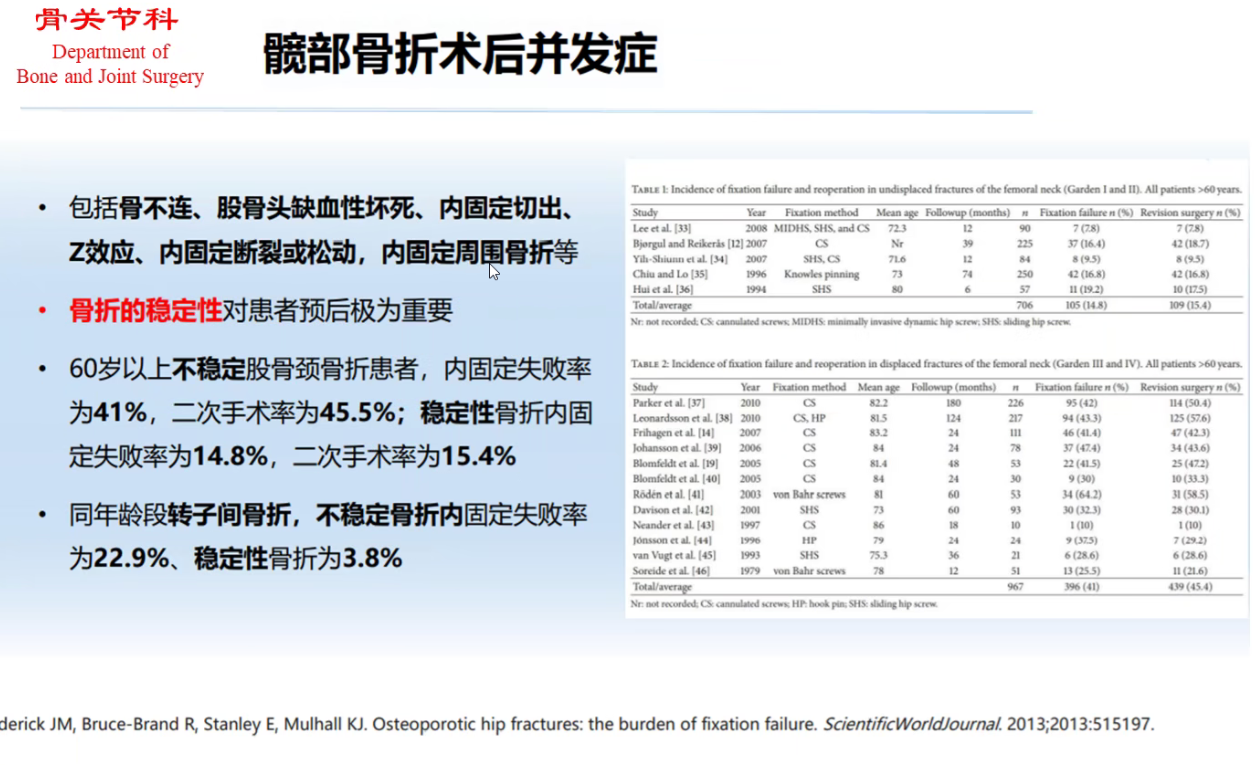 骨关节科
Department of
Bone and Joint Surgery
髋部骨折术后并发症
• 包括骨不连、股骨头缺血性坏死、内固定切出、
Z效应、内固定断裂或松动，内固定周围骨折等
• 骨折的稳定性对患者预后极为重要
• 60岁以上不稳定股骨颈骨折患者，内固定失败率
为41%，二次手术率为45.5%；稳定性骨折内固
定失败率为14.8%，二次手术率为15.4%
• 同年龄段转子间骨折，不稳定骨折内固定失败率
为22.9%、稳定性骨折为3.8%
TABLE 1: Incidence of fixation failure and reoperation in undisplaced fractures of the femoral neck (Garden I and II). All patients >60 years.
Study Year Fixation method Mean age Followup (months) n Fixation failure n (%) Revision surgery n (%)
Lee et al. [33] 2008 MIDHS, SHS, and CS 72.3 12 90 7 (7.8) 7 (7.8)
Bjørgul and Reikerås [12] 2007 CS Nr 39 225 37 (16.4) 42 (18.7)
Yih-Shiunn et al. [34] 2007 SHS, CS 71.6 12 84 8 (9.5) 8 (9.5)
Chiu and Lo [35] 1996 Knowles pinning 73 74 250 42 (16.8) 42 (16.8)
Hui et al. [36] 1994 SHS 80 6 57 11 (19.2) 10 (17.5)
Total/average 706 105 (14.8) 109 (15.4)
Nr: not recorded; CS: cannulated screws; MIDHS: minimally invasive dynamic hip screw; SHS: sliding hip screw.
TABLE 2: Incidence of fixation failure and reoperation in displaced fractures of the femoral neck (Garden III and IV). All patients >60 years.
Study Year Fixation method Mean age Followup (months) n Fixation failure n (%) Revision surgery n (%)
Parker et al. [37] 2010 CS 82.2 180 226 95 (42) 114 (50.4)
Leonardsson et al. [38] 2010 CS, HP 81.5 124 217 94 (43.3) 125 (57.6)
Frihagen et al. [14] 2007 CS 83.2 24 111 46 (41.4) 47 (42.3)
Johansson et al. [39] 2006 CS 84 24 78 37 (47.4) 34 (43.6)
Blomfeldt et al. [19] 2005 CS 81.4 48 53 22 (41.5) 25 (47.2)
Blomfeldt et al. [40] 2005 CS 84 24 30 9 (30) 10 (33.3)
Rödén et al. [41] 2003 von Bahr screws 81 60 53 34 (64.2) 31 (58.5)
Davison et al. [42] 2001 SHS 73 60 93 30 (32.3) 28 (30.1)
Neander et al. [43] 1997 CS 86 18 10 1 (10) 1 (10)
Jónsson et al. [44] 1996 HP 79 24 24 9 (37.5) 7 (29.2)
van Vugt et al. [45] 1993 SHS 75.3 36 21 6 (28.6) 6 (28.6)
Soreide et al. [46] 1979 von Bahr screws 78 12 51 13 (25.5) 11 (21.6)
Total/average 967 396 (41) 439 (45.4)
Nr: not recorded; CS: cannulated screws; HP: hook pin; SHS: sliding hip screw.
derick JM, Bruce-Brand R, Stanley E, Mulhall KJ. Osteoporotic hip fractures: the burden of fixation failure. ScientificWorldJournal. 2013;2013:515197.